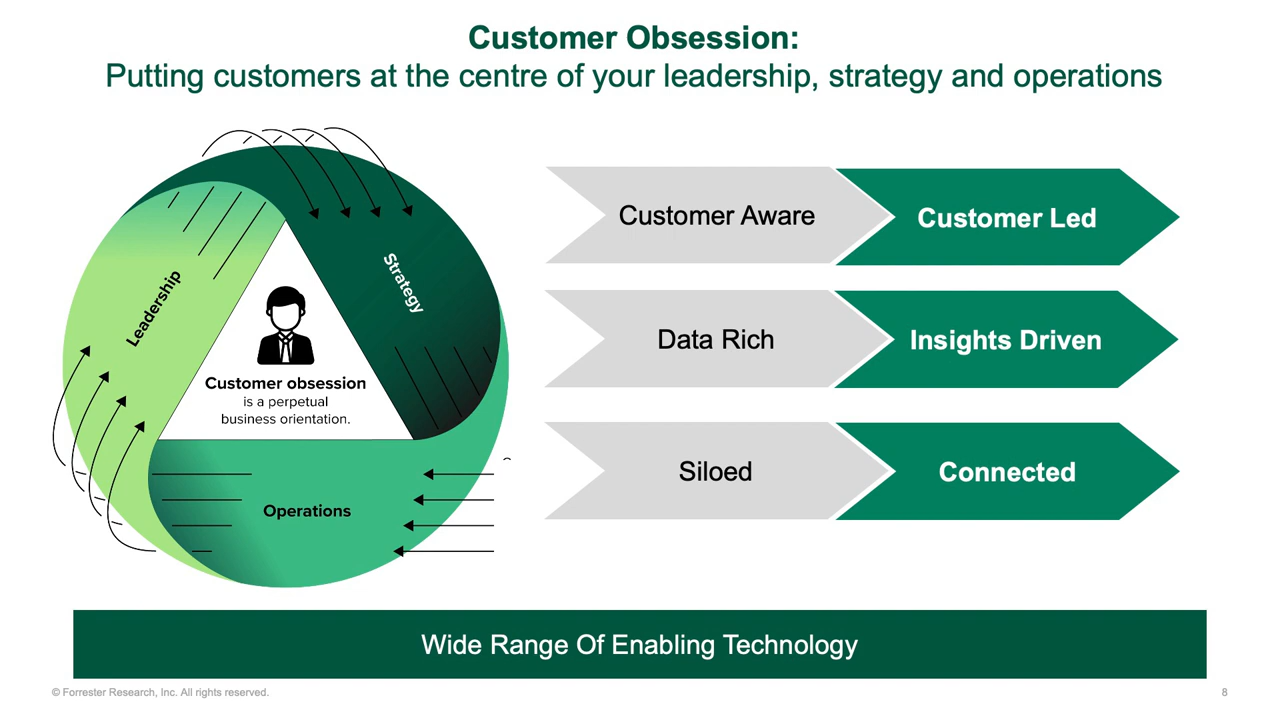 Customer Obsession:
Putting customers at the centre of your leadership, strategy and operations
Leadership
Strategy
Customer obsession
is a perpetual
business orientation.
Operations
Customer Aware
Customer Led
Data Rich
Insights Driven
Siloed
Connected
Wide Range Of Enabling Technology
© Forrester Research, Inc. All rights reserved.
8